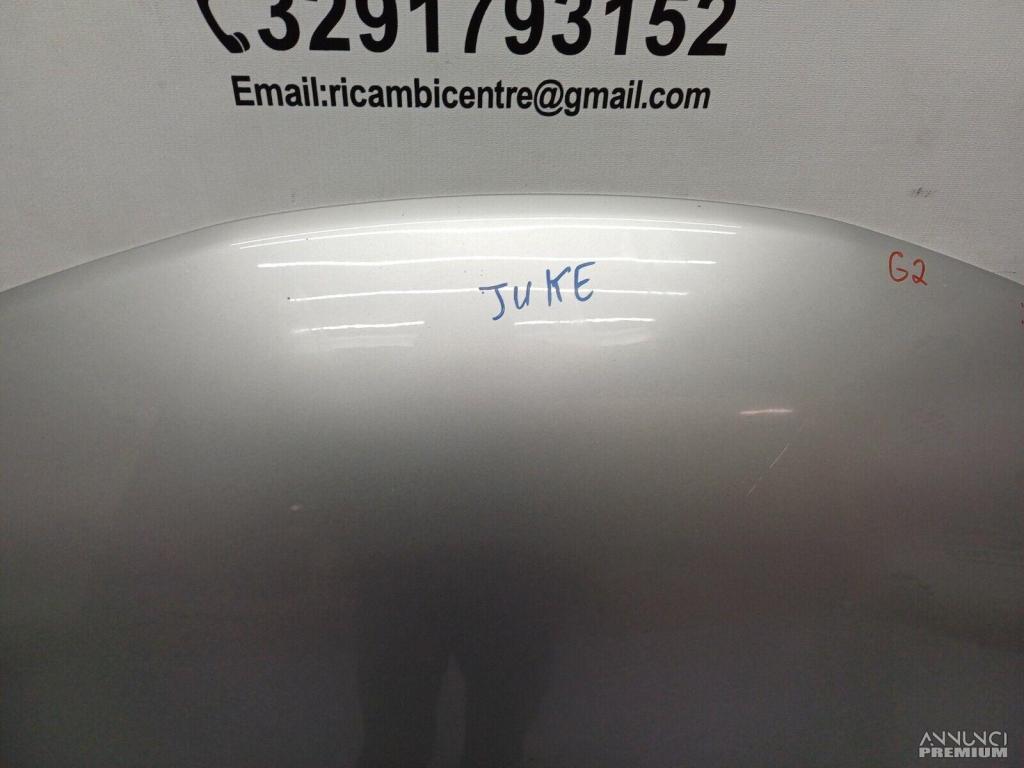 3291793152
Email:ricambicentre@gmail.com
JUKE
G2
ANNUNCI
PREMIUM